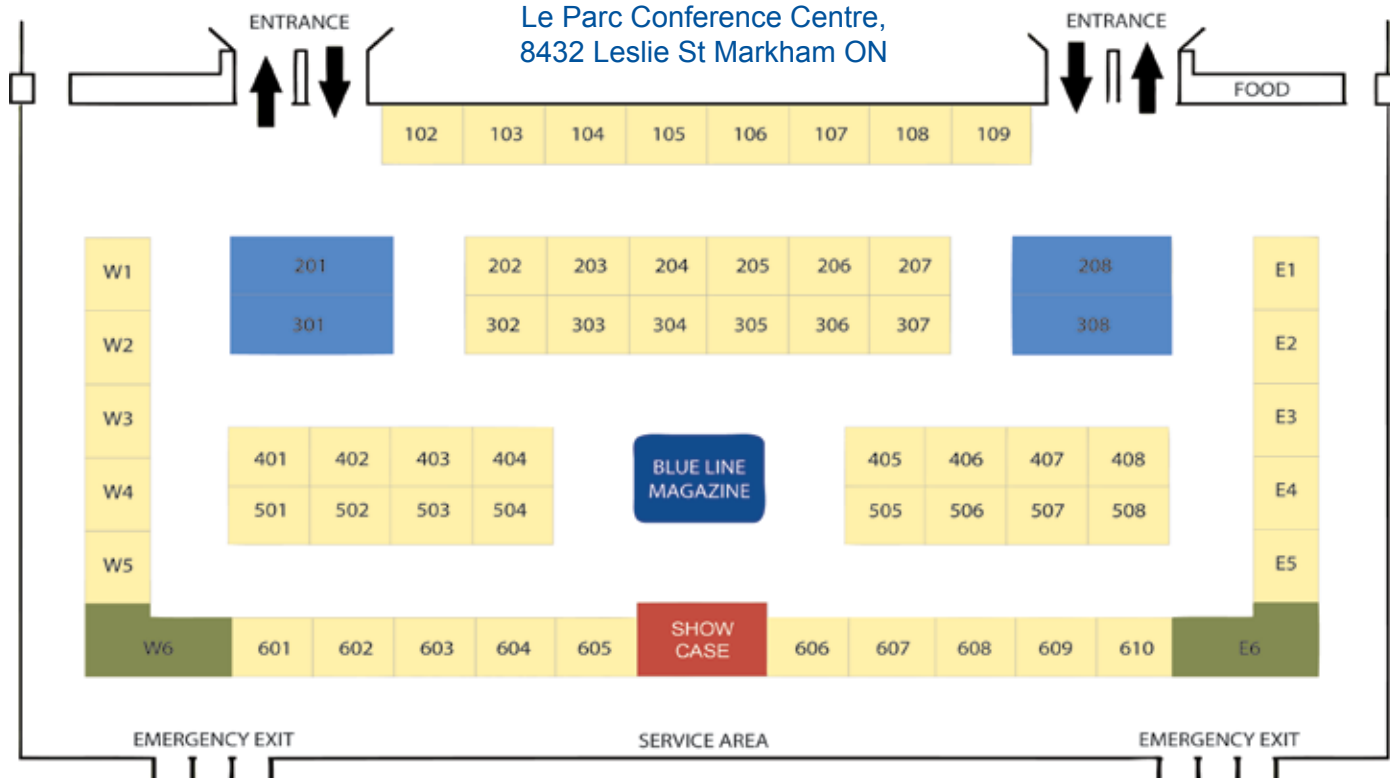 Le Parc Conference Centre,
8432 Leslie St Markham ON
ENTRANCE
ENTRANCE
FOOD
102 103 104 105 106 107 108 109
W1 201 202 203 204 205 206 207 208 E1
301 302 303 304 305 306 307 308
W2 E2
W3 E3
401 402 403 404 405 406 407 408
BLUE LINE
MAGAZINE
W4 E4
501 502 503 504 505 506 507 508
W5 E5
SHOW
CASE
W6 601 602 603 604 605 606 607 608 609 610 E6
EMERGENCY EXIT SERVICE AREA EMERGENCY EXIT